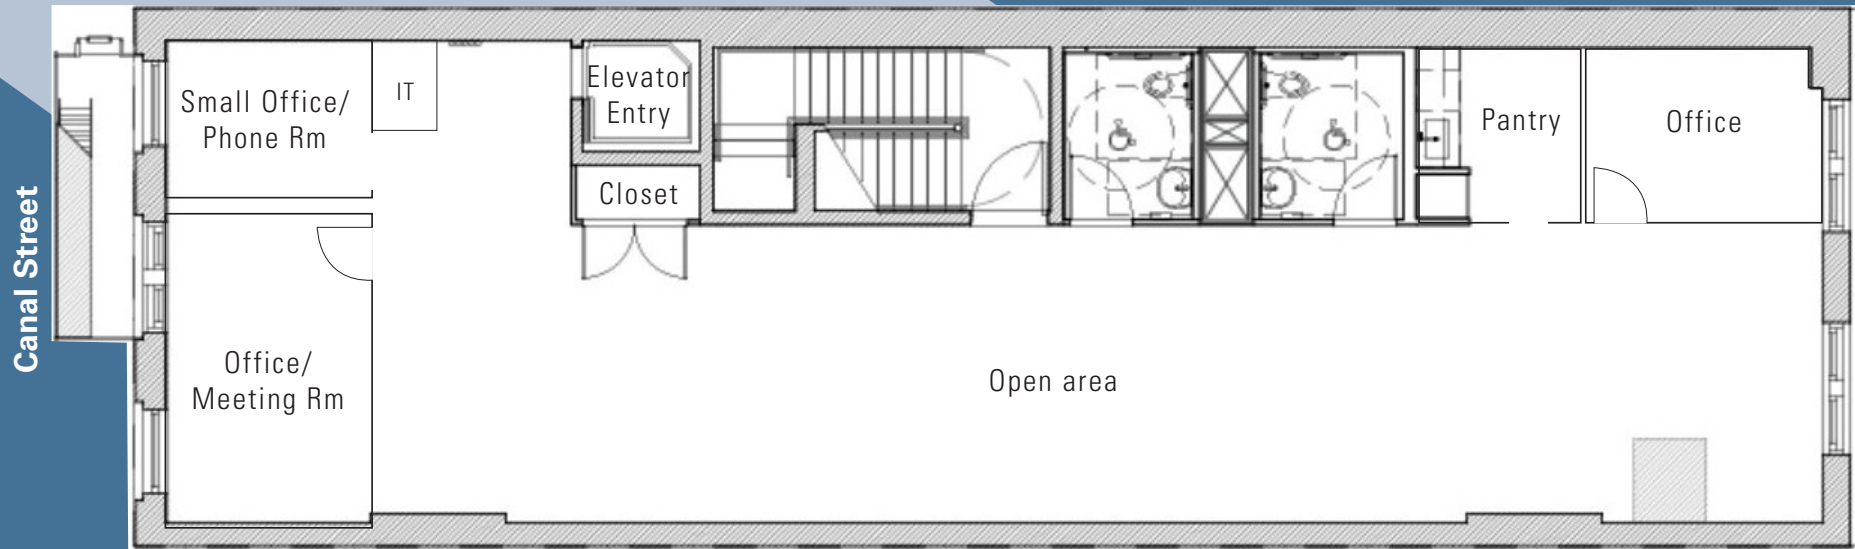 Canal Street
Small Office/
Phone Rm
IT
Elevator
Entry
Closet
Pantry
Office
Office/
Meeting Rm
Open area